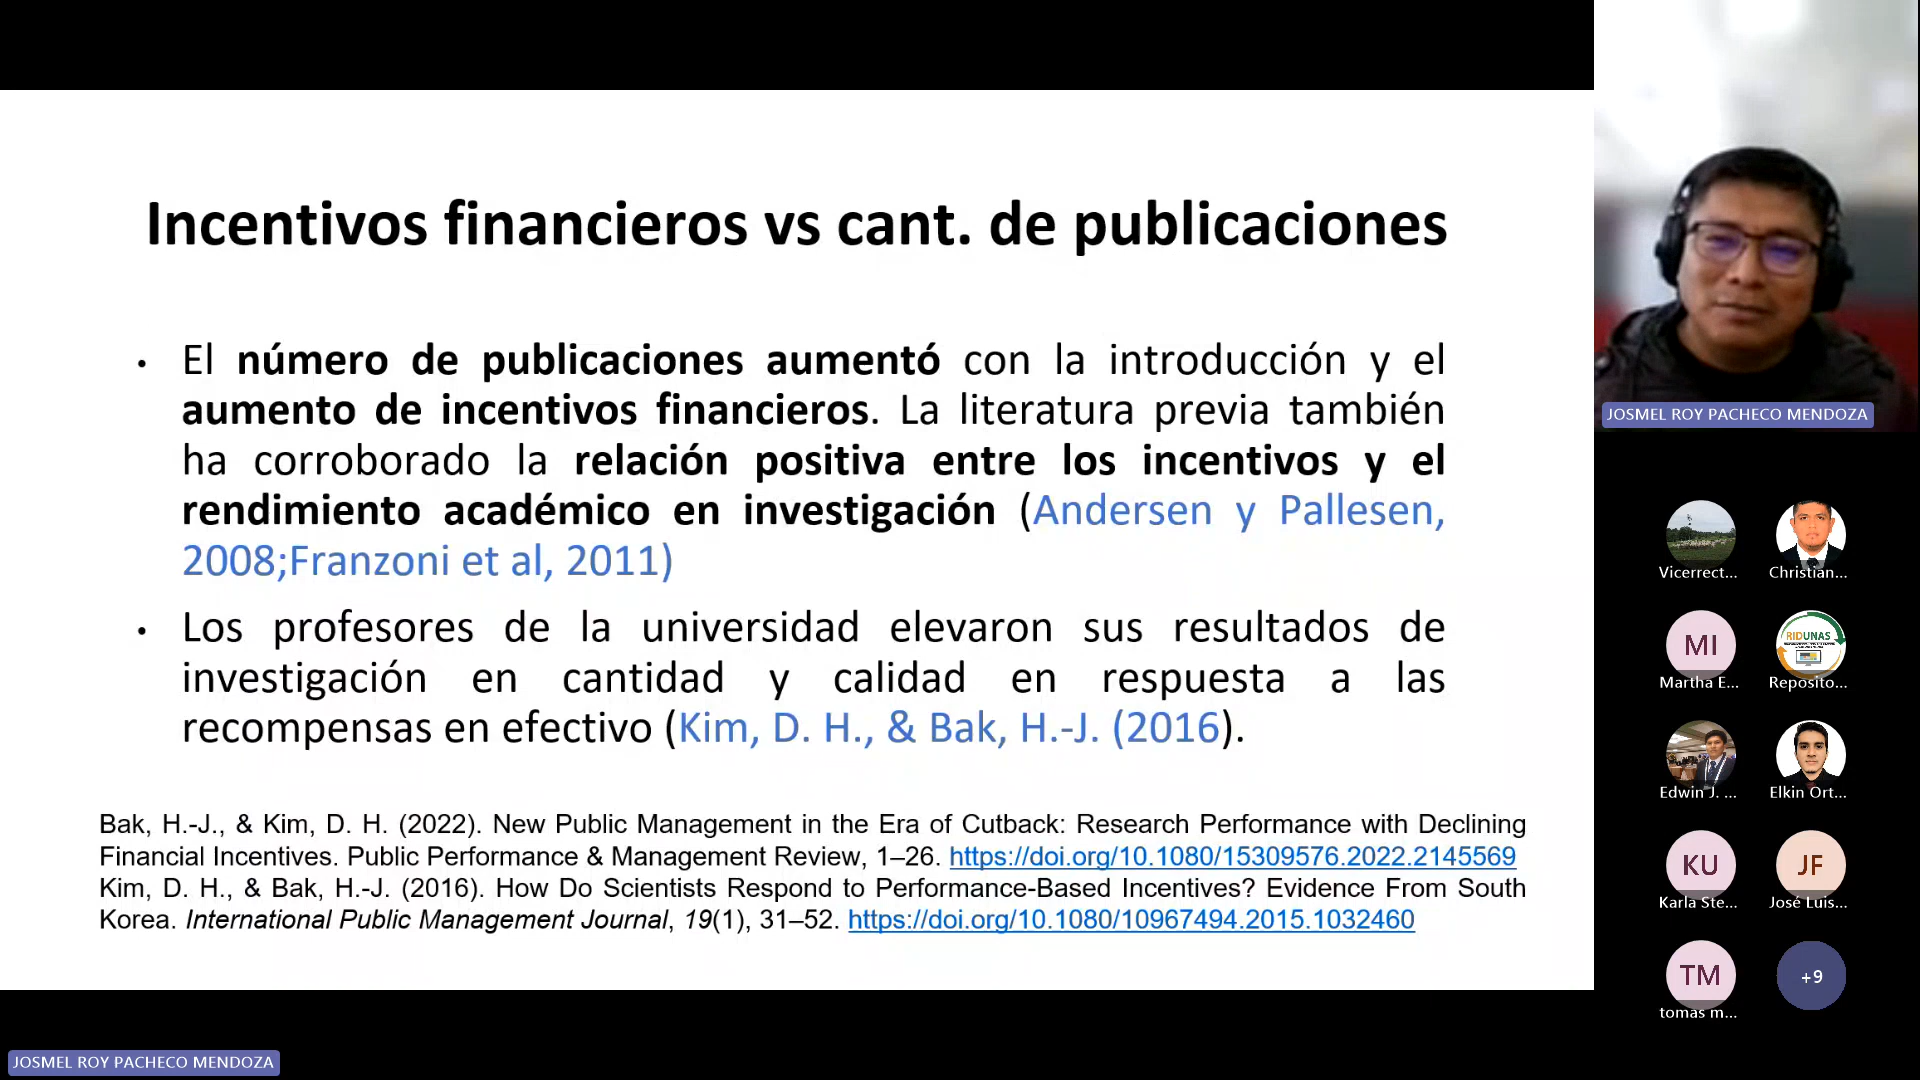 Incentivos financieros vs cant. de publicaciones
• El número de publicaciones aumentó con la introducción y el
aumento de incentivos financieros. La literatura previa también
ha corroborado la relación positiva entre los incentivos y el
rendimiento académico en investigación (Andersen y Pallesen,
2008;Franzoni et al, 2011)
• Los profesores de la universidad elevaron sus resultados de
investigación en cantidad y calidad en respuesta a las
recompensas en efectivo (Kim, D. H., & Bak, H.-J. (2016).
Bak, H.-J., & Kim, D. H. (2022). New Public Management in the Era of Cutback: Research Performance with Declining
Financial Incentives. Public Performance & Management Review, 1–26. https://doi.org/10.1080/15309576.2022.2145569
Kim, D. H., & Bak, H.-J. (2016). How Do Scientists Respond to Performance-Based Incentives? Evidence From South
Korea. International Public Management Journal, 19(1), 31–52. https://doi.org/10.1080/10967494.2015.1032460
JOSMEL ROY PACHECO MENDOZA
JOSMEL ROY PACHECO MENDOZA
Vicerrect...
Christian...
MI
Martha E...
RIDUNAS
Reposito...
Edwin J. ...
Elkin Ort...
KU
Karla Ste...
JF
José Luis...
TM
tomas m...
+9